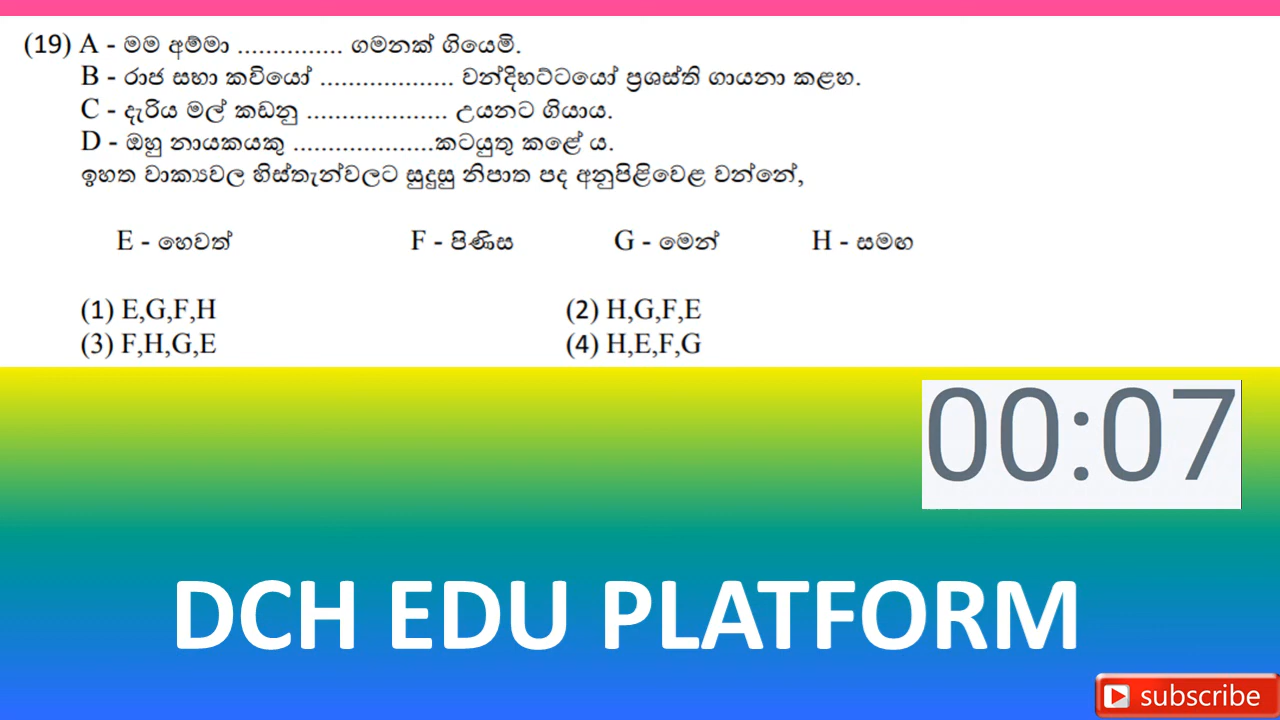 (19) A - මම අම්මා ............... ගමනක් ගියෙමි.
B - රාජ සභා කවියෝ ................... වන්දිභට්ටයෝ ප්‍රශස්ති ගායනා කළහ.
C - දැරිය මල් කඩනු .................... උයනට ගියාය.
D - ඔහු නායකයකු ....................කටයුතු කළේ ය.
ඉහත වාක්‍යවල හිස්තැන්වලට සුදුසු නිපාත පද අනුපිළිවෙළ වන්නේ,
E - හෙවත් F - පිණිස G - මෙන් H - සමඟ
(1) E,G,F,H (2) H,G,F,E
(3) F,H,G,E (4) H,E,F,G
00:07
DCH EDU PLATFORM
subscribe